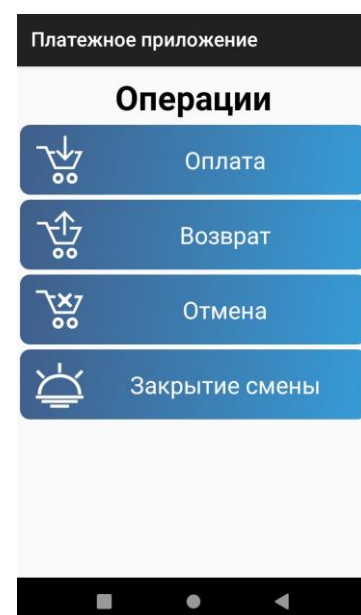 Платежное приложение
Операции
Оплата
Возврат
Отмена
Закрытие смены